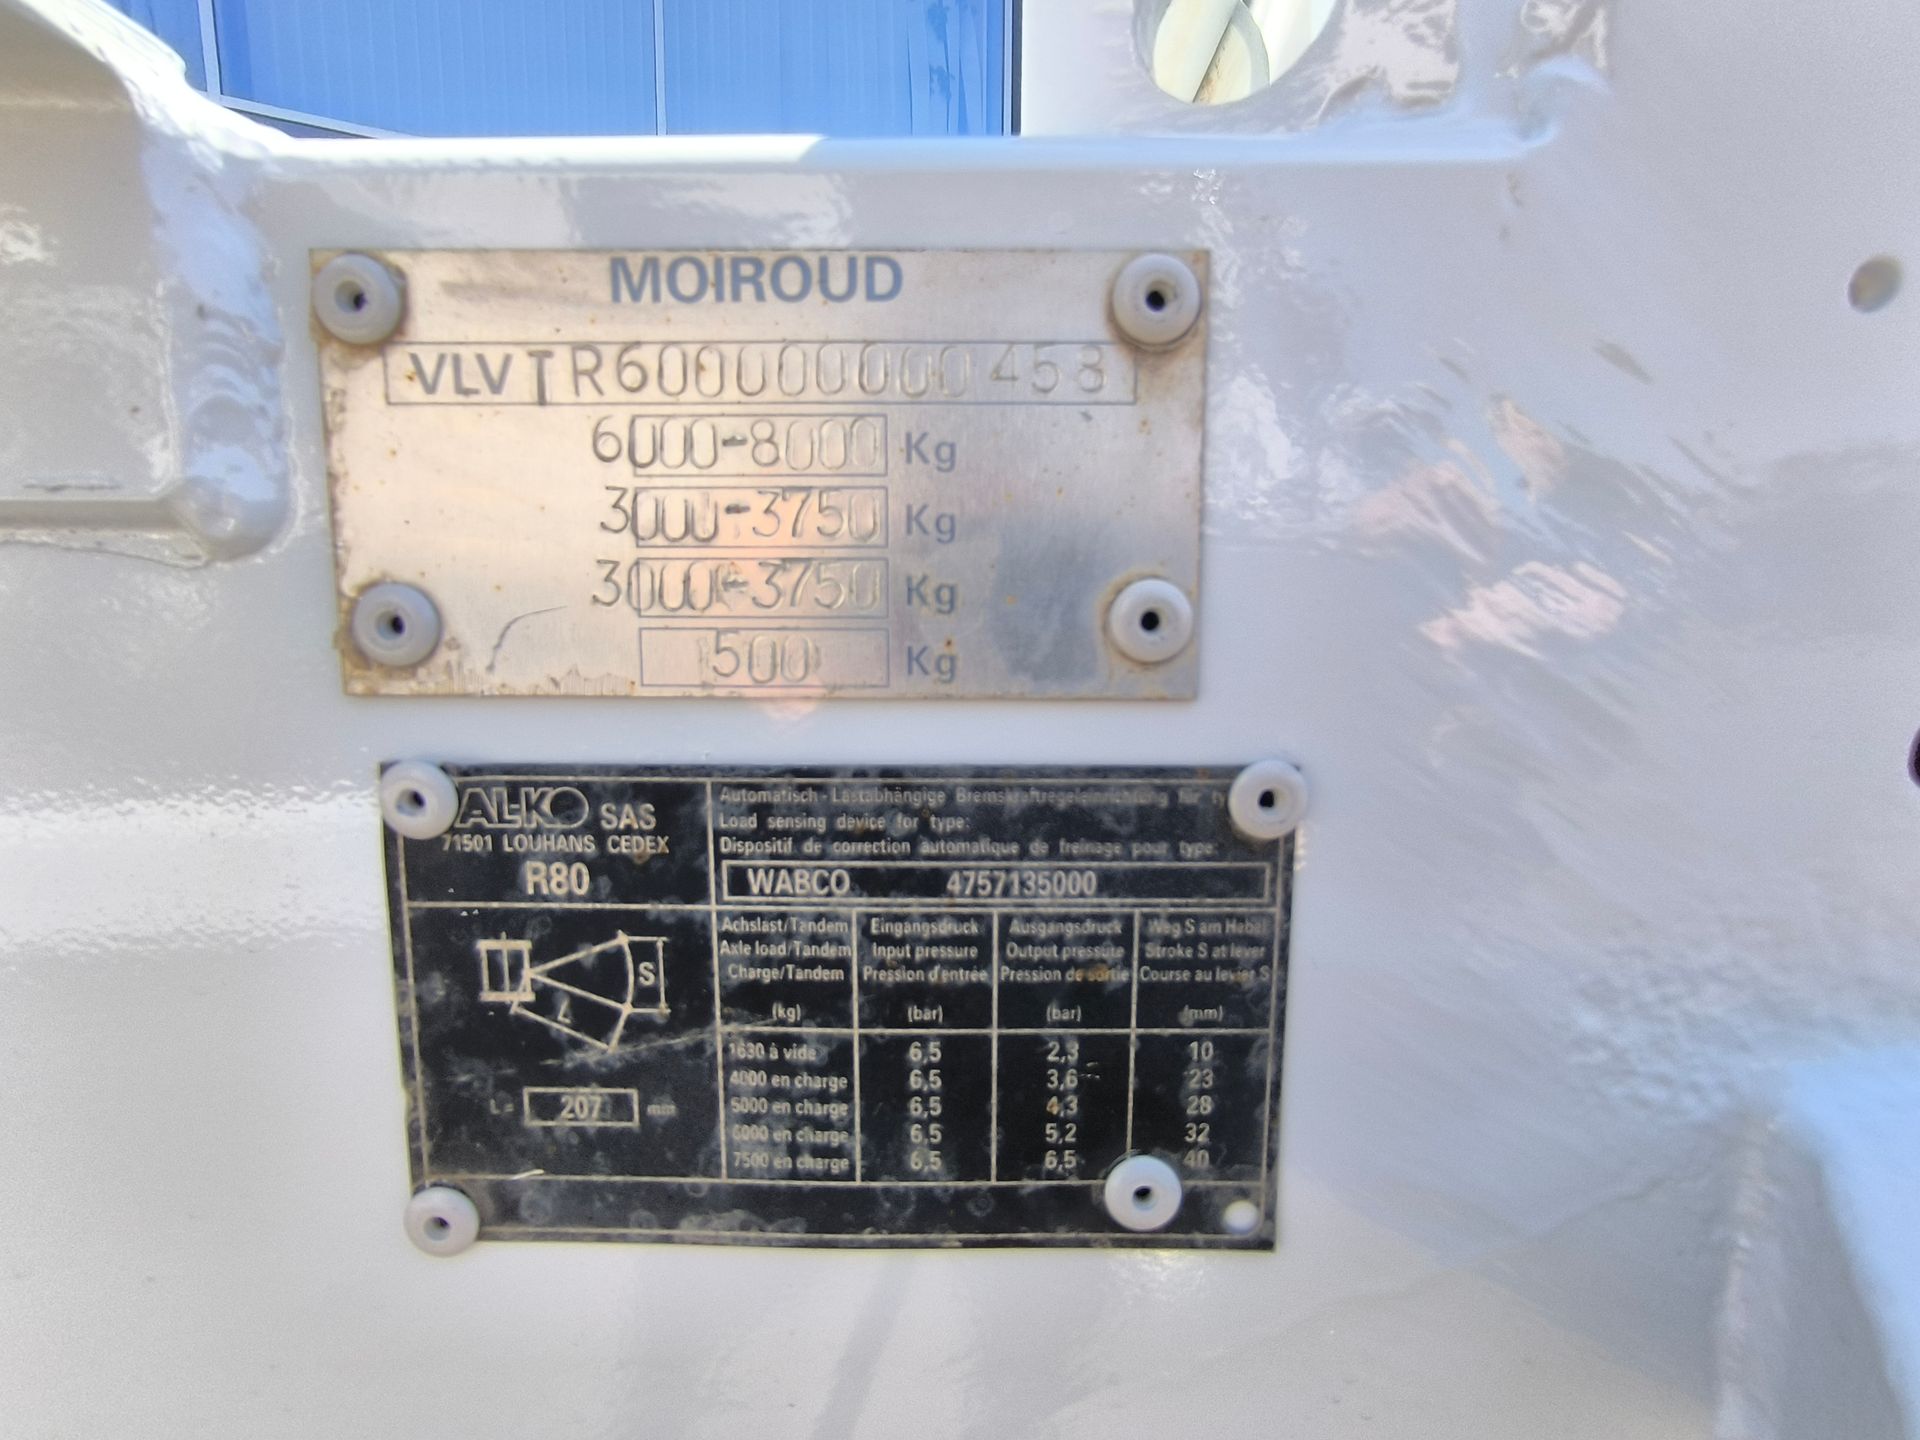 MOIROUD
VLVTR600000000458
6000-8000 Kg
3000-3750 Kg
3000-3750 Kg
1500 Kg
AL-KO SAS
71501 LOUHANS CEDEX
R80
Automatisch-Lastabhängige Bremskraftregeleinrichtung für
Load sensing device for type:
Dispositif de correction automatique de freinage pour type:
WABCO 4757135000
Achslast/Tandem Eingangsdruck Ausgangsdruck Weg S am Hebel
Axle load/Tandem Input pressure Output pressure Stroke S at lever
Charge/Tandem Pression d'entrée Pression de sortie Course au levier S
(kg) (bar) (bar) (mm)
1630 à vide 6,5 2,3 10
4000 en charge 6,5 3,6 23
5000 en charge 6,5 4,3 28
6000 en charge 6,5 5,2 32
7500 en charge 6,5 6,5 40
S
L
L = 207 mm